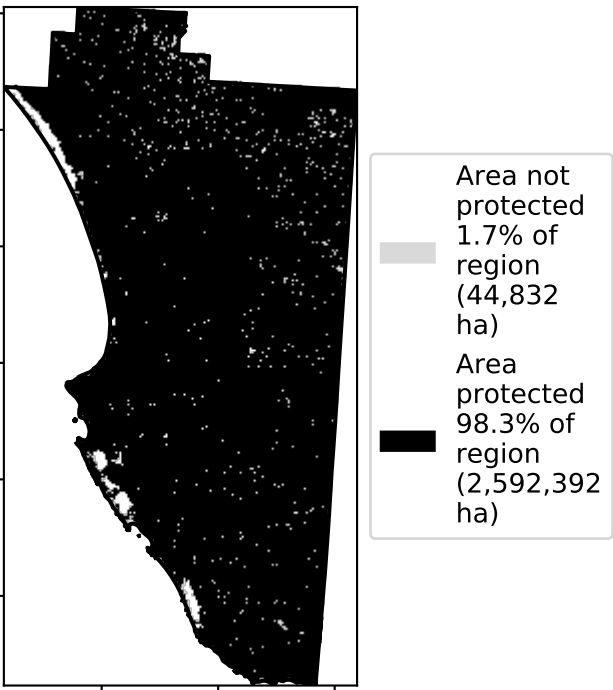 Area not
protected
1.7% of
region
(44,832
ha)
Area
protected
98.3% of
region
(2,592,392
ha)